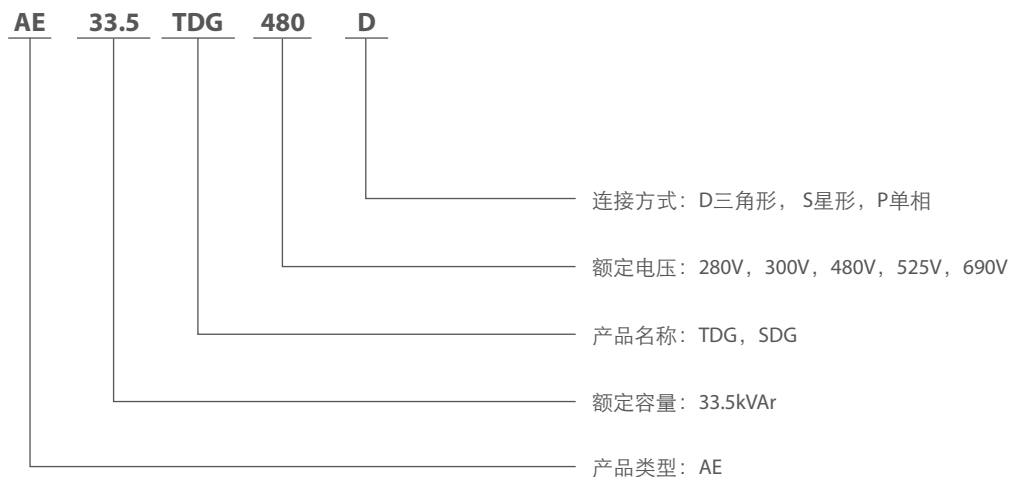 AE 33.5 TDG 480 D
连接方式：D三角形， S星形，P单相
额定电压：280V，300V，480V，525V，690V
产品名称：TDG，SDG
额定容量：33.5kVAr
产品类型：AE